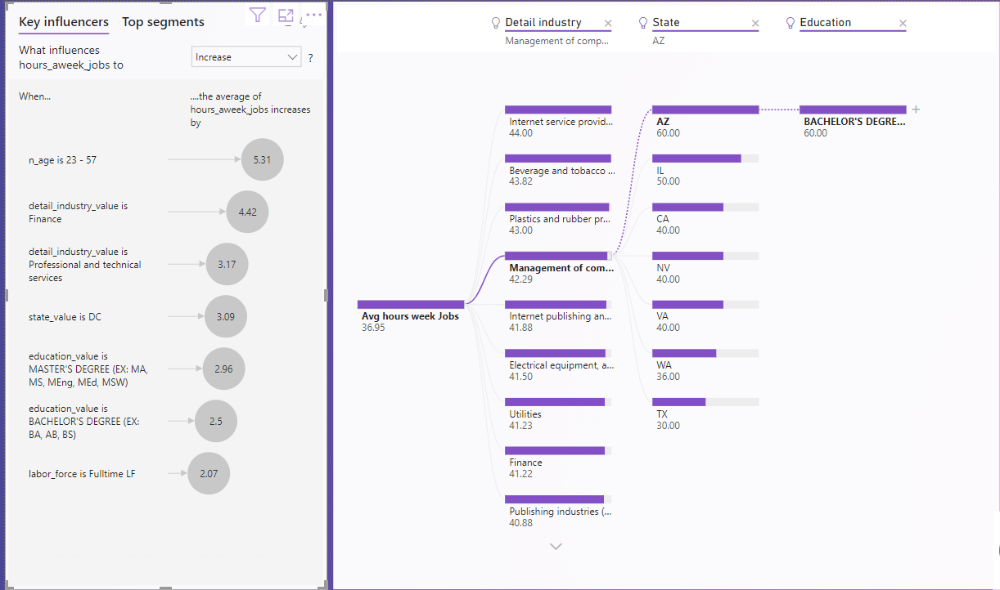 Key influencers
Top segments
What influences
hours_aweek_jobs to
Increase
?
When...
....the average of
hours_aweek_jobs increases
by
n_age is 23 - 57
5.31
detail_industry_value is
Finance
4.42
detail_industry_value is
Professional and technical
services
3.17
state_value is DC
3.09
education_value is
MASTER'S DEGREE (EX: MA,
MS, MEng, MEd, MSW)
2.96
education_value is
BACHELOR'S DEGREE (EX:
BA, AB, BS)
2.5
labor_force is Fulltime LF
2.07
Detail industry
Management of comp...
State
AZ
Education
Avg hours week Jobs
36.95
Internet service provid...
44.00
Beverage and tobacco ...
43.82
Plastics and rubber pr...
43.00
Management of com...
42.29
Internet publishing an...
41.88
Electrical equipment, a...
41.50
Utilities
41.23
Finance
41.22
Publishing industries (...
40.88
AZ
60.00
IL
50.00
CA
40.00
NV
40.00
VA
40.00
WA
36.00
TX
30.00
BACHELOR'S DEGRE...
60.00